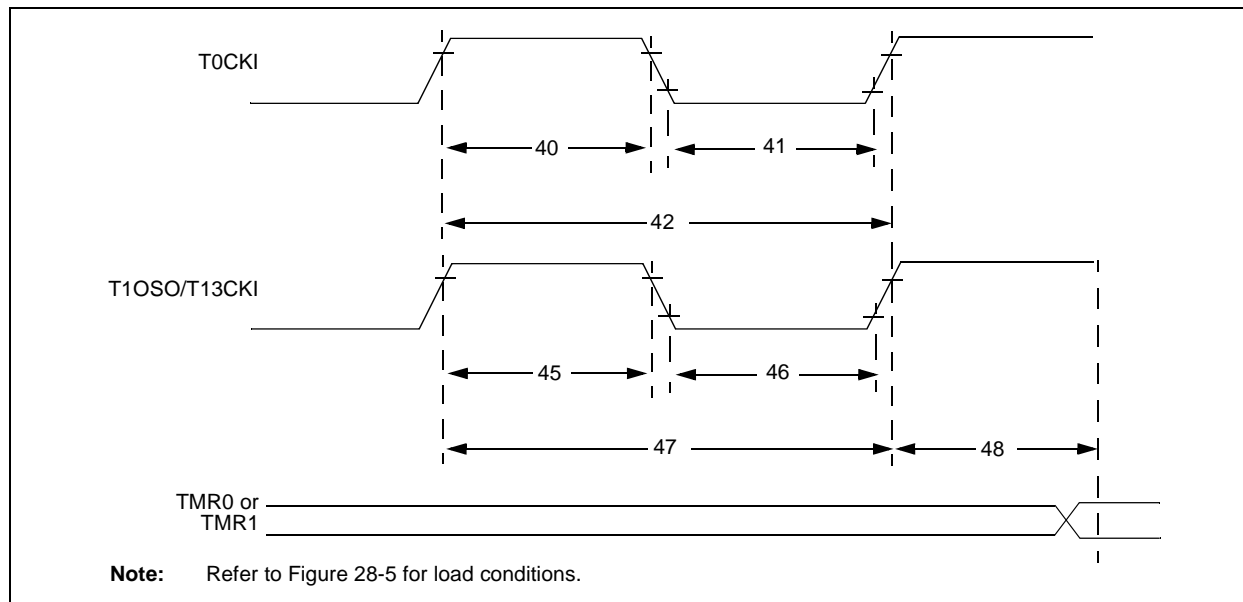 T0CKI
40
41
42
T1OSO/T13CKI
45
46
47
48
TMR0 or
TMR1
Note: Refer to Figure 28-5 for load conditions.